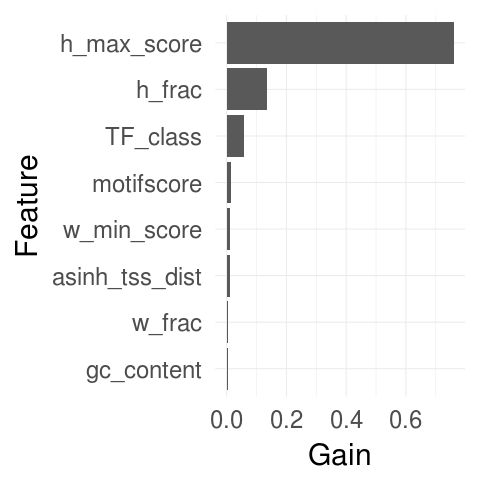 h_max_score
h_frac
TF_class
motifscore
w_min_score
asinh_tss_dist
w_frac
gc_content
Feature
0.0 0.2 0.4 0.6
Gain